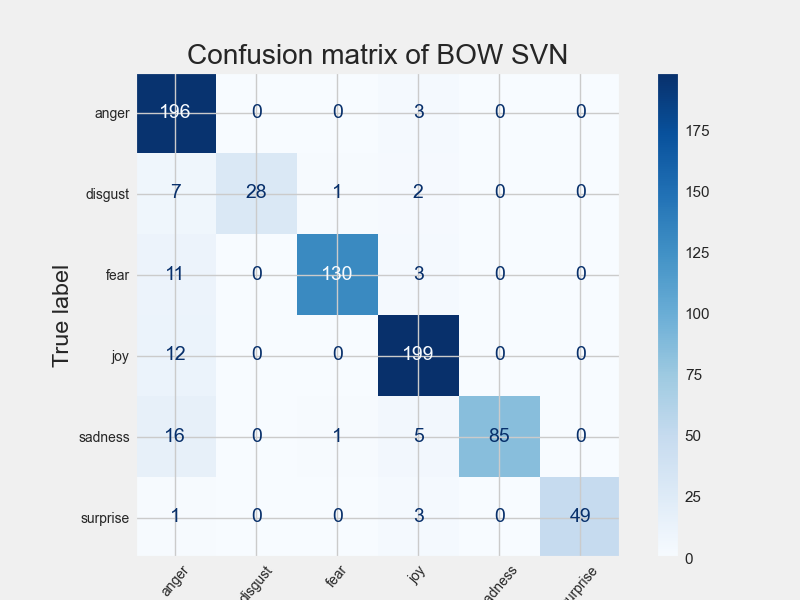 Confusion matrix of BOW SVN
True label
anger 196 0 0 3 0 0
disgust 7 28 1 2 0 0
fear 11 0 130 3 0 0
joy 12 0 0 199 0 0
sadness 16 0 1 5 85 0
surprise 1 0 0 3 0 49
anger disgust fear joy adness urprise
175
150
125
100
75
50
25
0